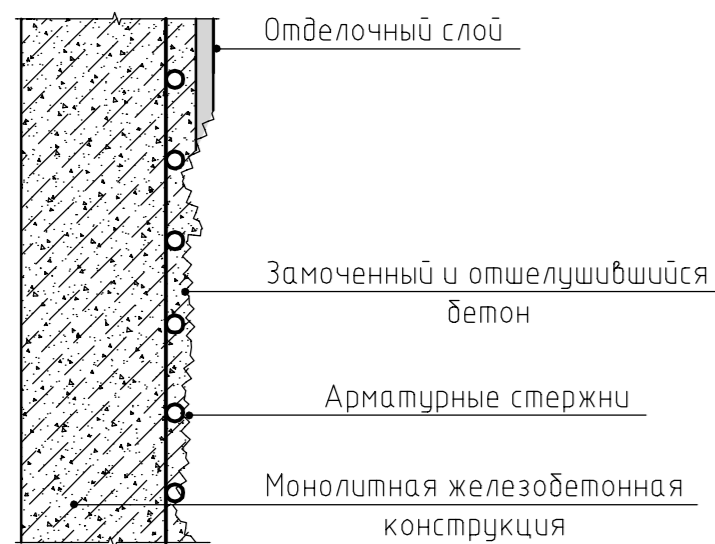 Отделочный слой
Замоченный и отшелушившийся
бетон
Арматурные стержни
Монолитная железобетонная
конструкция